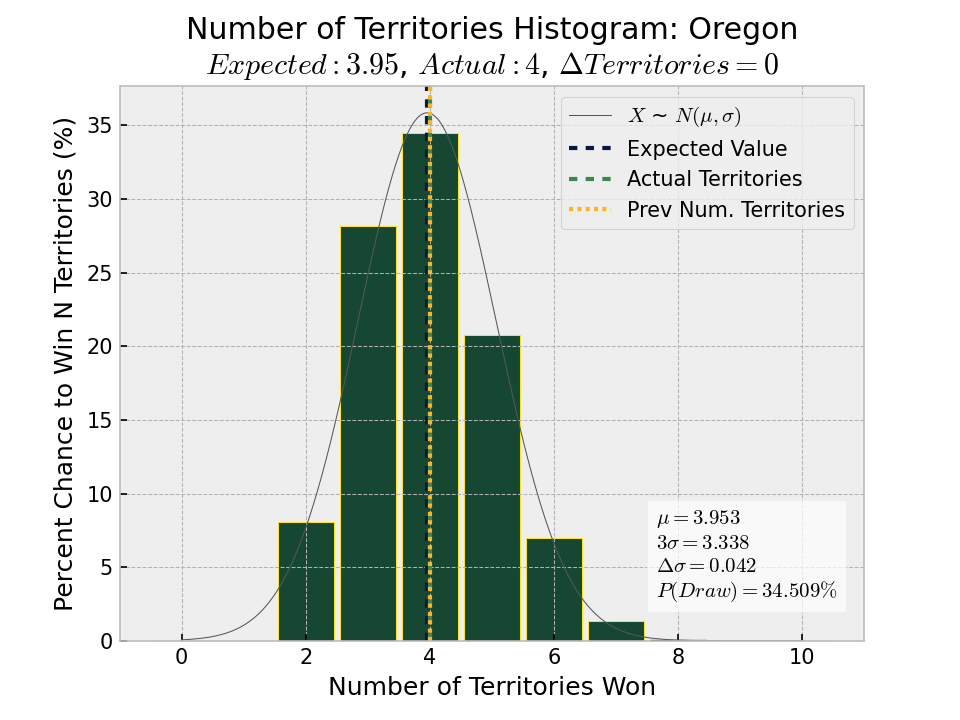 Number of Territories Histogram: Oregon
Expected : 3.95, Actual : 4, ΔTerritories = 0
X ∼ N(μ, σ)
Expected Value
Actual Territories
Prev Num. Territories
Percent Chance to Win N Territories (%)
35
30
25
20
15
10
5
0
μ = 3.953
3σ = 3.338
Δσ = 0.042
P(Draw) = 34.509%
0 2 4 6 8 10
Number of Territories Won